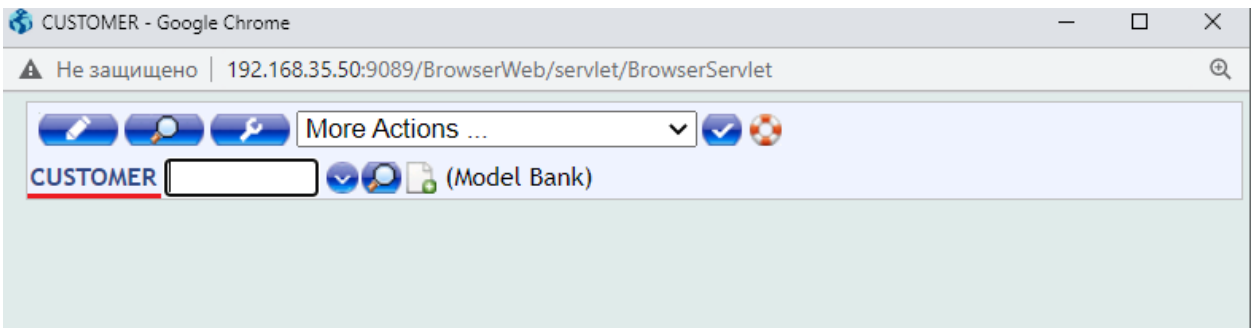 CUSTOMER - Google Chrome
Не защищено | 192.168.35.50:9089/BrowserWeb/servlet/BrowserServlet
More Actions ...
CUSTOMER (Model Bank)